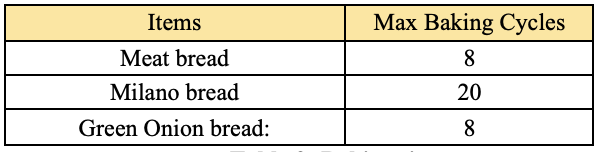 Items Max Baking Cycles
Meat bread 8
Milano bread 20
Green Onion bread: 8